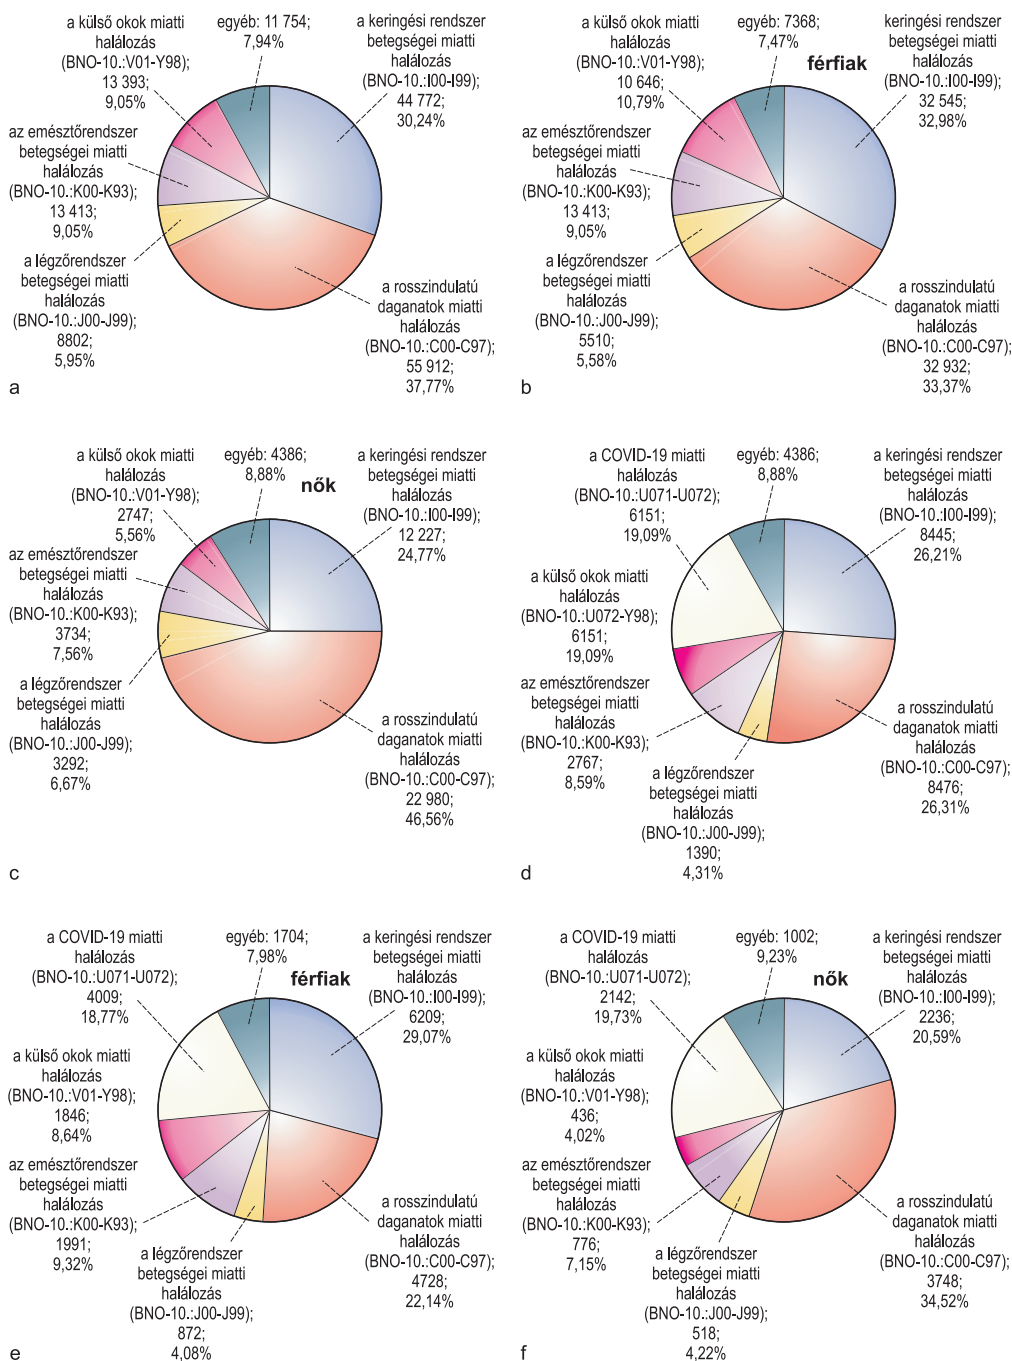 a külső okok miatti
halálozás
(BNO-10.:V01-Y98);
13 393;
9,05%
egyéb: 11 754;
7,94%
a keringési rendszer
betegségei miatti
halálozás
(BNO-10.:I00-I99);
44 772;
30,24%
az emésztőrendszer
betegségei miatti
halálozás
(BNO-10.:K00-K93);
13 413;
9,05%
a légzőrendszer
betegségei miatti
halálozás
(BNO-10.:J00-J99);
8802;
5,95%
a rosszindulatú
daganatok miatti
halálozás
(BNO-10.:C00-C97);
55 912;
37,77%
a
a külső okok miatti
halálozás
(BNO-10.:V01-Y98);
10 646;
10,79%
egyéb: 7368;
7,47%
férfiak
keringési rendszer
betegségei miatti
halálozás
(BNO-10.:I00-I99);
32 545;
32,98%
az emésztőrendszer
betegségei miatti
halálozás
(BNO-10.:K00-K93);
13 413;
9,05%
a légzőrendszer
betegségei miatti
halálozás
(BNO-10.:J00-J99);
5510;
5,58%
a rosszindulatú
daganatok miatti
halálozás
(BNO-10.:C00-C97);
32 932;
33,37%
b
a külső okok miatti
halálozás
(BNO-10.:V01-Y98);
2747;
5,56%
egyéb: 4386;
8,88%
nők
a keringési rendszer
betegségei miatti
halálozás
(BNO-10.:I00-I99);
12 227;
24,77%
az emésztőrendszer
betegségei miatti
halálozás
(BNO-10.:K00-K93);
3734;
7,56%
a légzőrendszer
betegségei miatti
halálozás
(BNO-10.:J00-J99);
3292;
6,67%
a rosszindulatú
daganatok miatti
halálozás
(BNO-10.:C00-C97);
22 980;
46,56%
c
a COVID-19 miatti
halálozás
(BNO-10.:U071-U072);
6151;
19,09%
egyéb: 4386;
8,88%
a keringési rendszer
betegségei miatti
halálozás
(BNO-10.:I00-I99);
8445;
26,21%
a külső okok miatti
halálozás
(BNO-10.:U072-Y98);
6151;
19,09%
az emésztőrendszer
betegségei miatti
halálozás
(BNO-10.:K00-K93);
2767;
8,59%
a légzőrendszer
betegségei miatti
halálozás
(BNO-10.:J00-J99);
1390;
4,31%
a rosszindulatú
daganatok miatti
halálozás
(BNO-10.:C00-C97);
8476;
26,31%
d
a COVID-19 miatti
halálozás
(BNO-10.:U071-U072);
4009;
18,77%
egyéb: 1704;
7,98%
férfiak
a keringési rendszer
betegségei miatti
halálozás
(BNO-10.:I00-I99);
6209;
29,07%
a külső okok miatti
halálozás
(BNO-10.:V01-Y98);
1846;
8,64%
az emésztőrendszer
betegségei miatti
halálozás
(BNO-10.:K00-K93);
1991;
9,32%
a légzőrendszer
betegségei miatti
halálozás
(BNO-10.:J00-J99);
872;
4,08%
a rosszindulatú
daganatok miatti
halálozás
(BNO-10.:C00-C97);
4728;
22,14%
e
a COVID-19 miatti
halálozás
(BNO-10.:U071-U072);
2142;
19,73%
egyéb: 1002;
9,23%
nők
a keringési rendszer
betegségei miatti
halálozás
(BNO-10.:I00-I99);
2236;
20,59%
a külső okok miatti
halálozás
(BNO-10.:V01-Y98);
436;
4,02%
az emésztőrendszer
betegségei miatti
halálozás
(BNO-10.:K00-K93);
776;
7,15%
a légzőrendszer
betegségei miatti
halálozás
(BNO-10.:J00-J99);
518;
4,22%
a rosszindulatú
daganatok miatti
halálozás
(BNO-10.:C00-C97);
3748;
34,52%
f